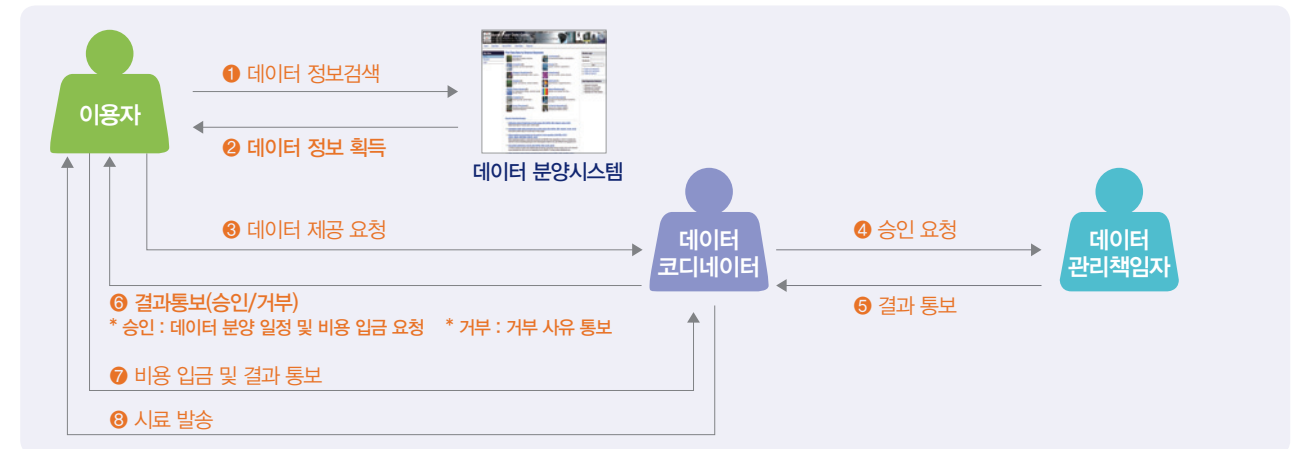 ❶ 데이터 정보검색
이용자
❷ 데이터 정보 획득
데이터 분양시스템
❸ 데이터 제공 요청
데이터
코디네이터
❹ 승인 요청
데이터
관리책임자
❺ 결과 통보
❻ 결과통보(승인/거부)
* 승인 : 데이터 분양 일정 및 비용 입금 요청 * 거부 : 거부 사유 통보
❼ 비용 입금 및 결과 통보
❽ 시료 발송